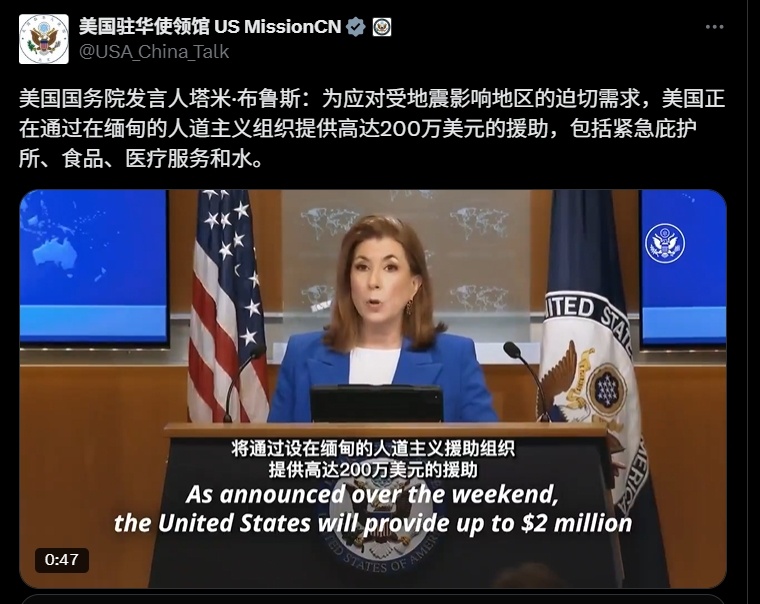 美国驻华使领馆 US MissionCN
@USA_China_Talk
美国国务院发言人塔米·布鲁斯：为应对受地震影响地区的迫切需求，美国正
在通过在缅甸的人道主义组织提供高达200万美元的援助，包括紧急庇护
所、食品、医疗服务和水。
ITED STATE
将通过设在缅甸的人道主义援助组织
提供高达200万美元的援助
As announced over the weekend,
the United States will provide up to $2 million
STATES OF AMER
0:47